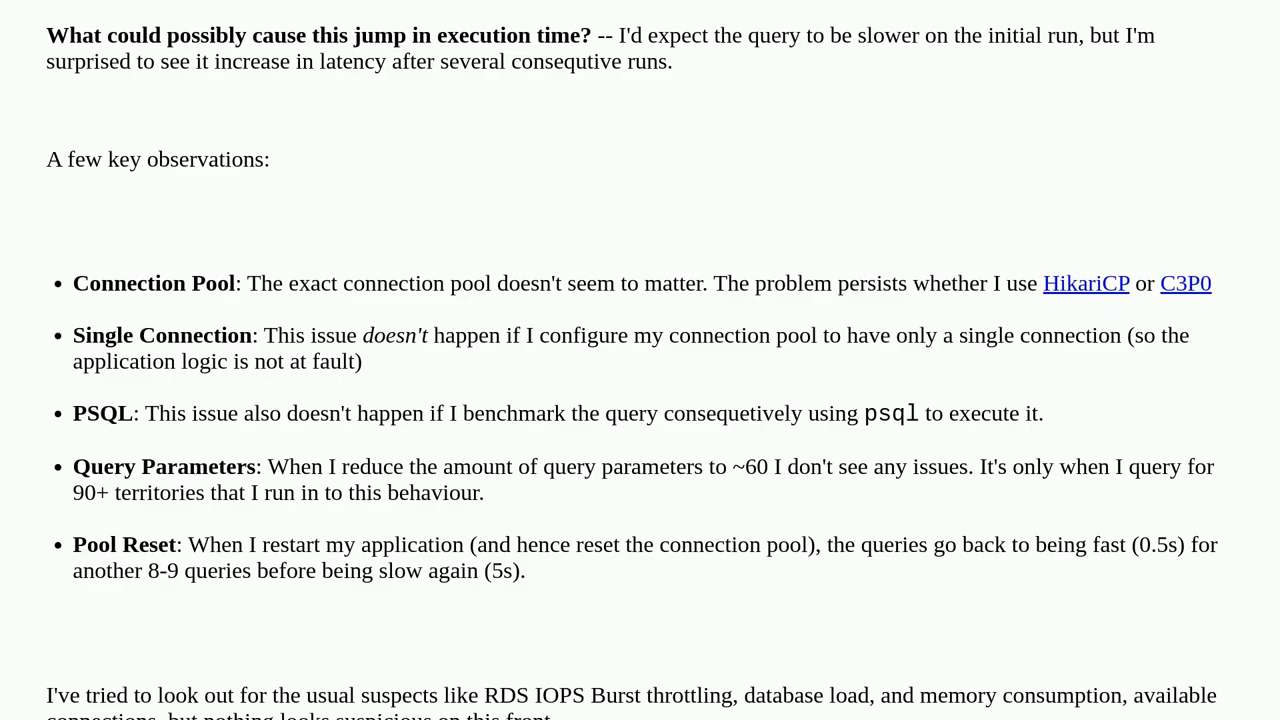 What could possibly cause this jump in execution time? -- I'd expect the query to be slower on the initial run, but I'm
surprised to see it increase in latency after several consequtive runs.
A few key observations:
• Connection Pool: The exact connection pool doesn't seem to matter. The problem persists whether I use HikariCP or C3P0
• Single Connection: This issue doesn't happen if I configure my connection pool to have only a single connection (so the
application logic is not at fault)
• PSQL: This issue also doesn't happen if I benchmark the query consequetively using psql to execute it.
• Query Parameters: When I reduce the amount of query parameters to ~60 I don't see any issues. It's only when I query for
90+ territories that I run in to this behaviour.
• Pool Reset: When I restart my application (and hence reset the connection pool), the queries go back to being fast (0.5s) for
another 8-9 queries before being slow again (5s).
I've tried to look out for the usual suspects like RDS IOPS Burst throttling, database load, and memory consumption, available
connections, but nothing looks suspicious on this front.